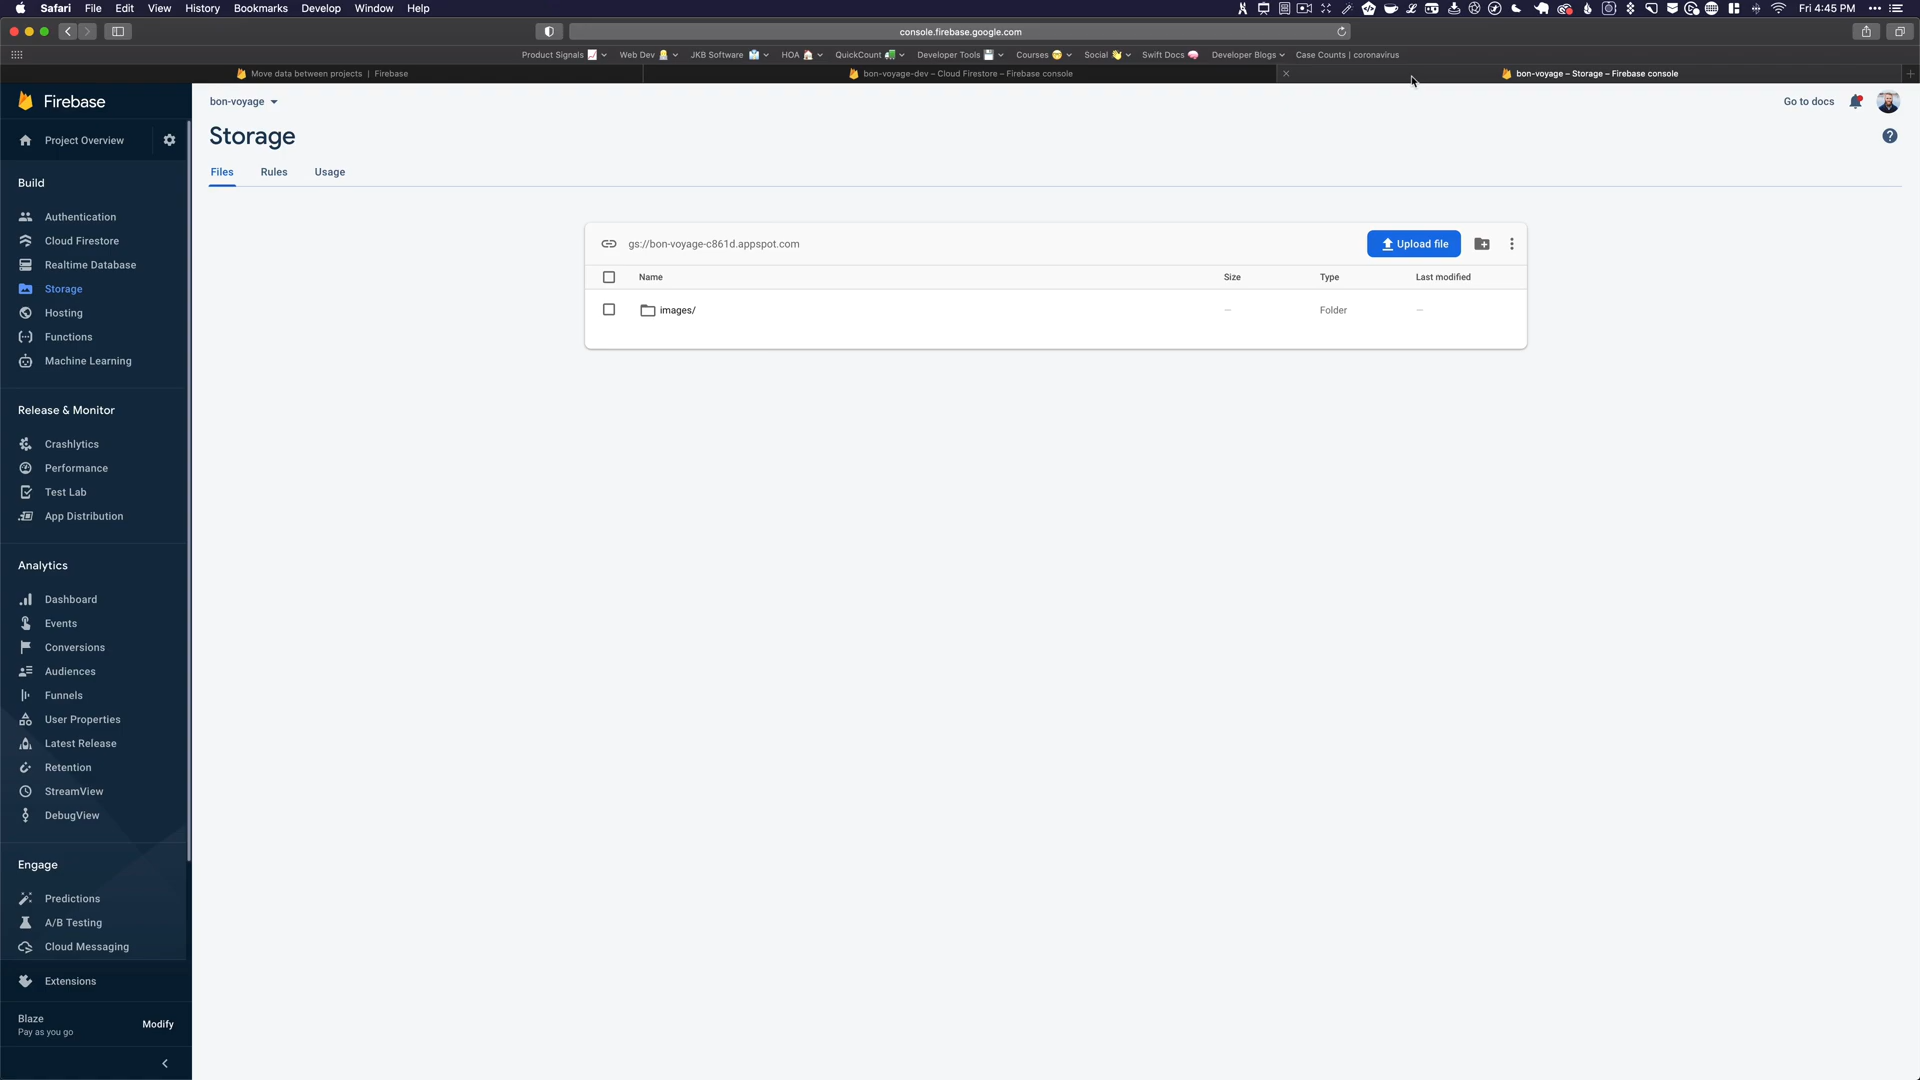 Safari File Edit View History Bookmarks Develop Window Help Fri 4:45 PM
console.firebase.google.com
Product Signals Web Dev JKB Software HOA QuickCount Developer Tools Courses Social Swift Docs Developer Blogs Case Counts | coronavirus
Move data between projects | Firebase
bon-voyage-dev – Cloud Firestore – Firebase console
bon-voyage – Storage – Firebase console
Firebase
bon-voyage
Go to docs
Project Overview
Storage
Files Rules Usage
Build
Authentication
Cloud Firestore
Realtime Database
Storage
Hosting
Functions
Machine Learning
gs://bon-voyage-c861d.appspot.com
Upload file
Name Size Type Last modified
images/ – Folder –
Release & Monitor
Crashlytics
Performance
Test Lab
App Distribution
Analytics
Dashboard
Events
Conversions
Audiences
Funnels
User Properties
Latest Release
Retention
StreamView
DebugView
Engage
Predictions
A/B Testing
Cloud Messaging
Extensions
Blaze
Pay as you go
Modify